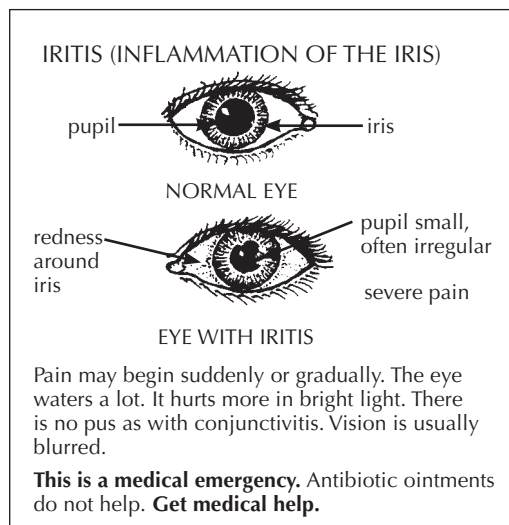 IRITIS (INFLAMMATION OF THE IRIS)
pupil
iris
NORMAL EYE
redness
around
iris
pupil small,
often irregular
severe pain
EYE WITH IRITIS
Pain may begin suddenly or gradually. The eye
waters a lot. It hurts more in bright light. There
is no pus as with conjunctivitis. Vision is usually
blurred.
This is a medical emergency. Antibiotic ointments
do not help. Get medical help.